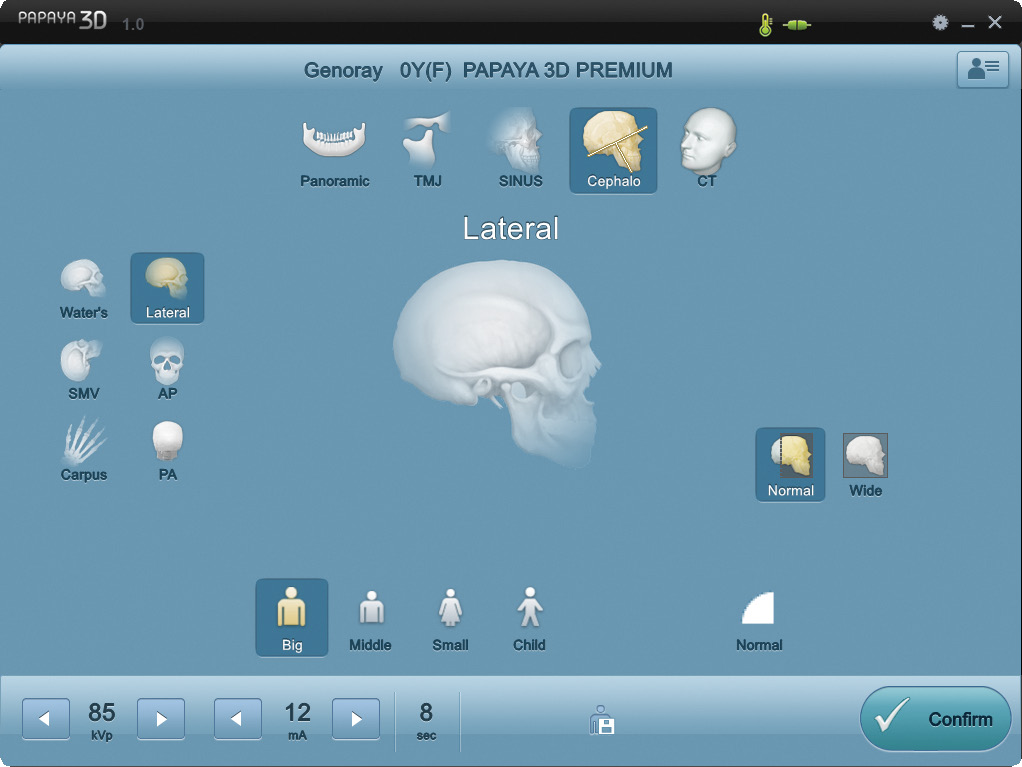 PAPAYA 3D 1.0
Genoray 0Y(F) PAPAYA 3D PREMIUM
Panoramic TMJ SINUS Cephalo CT
Lateral
Water's Lateral
SMV AP
Carpus PA
Normal Wide
Big Middle Small Child Normal
85 12 8
kVp mA sec
Confirm